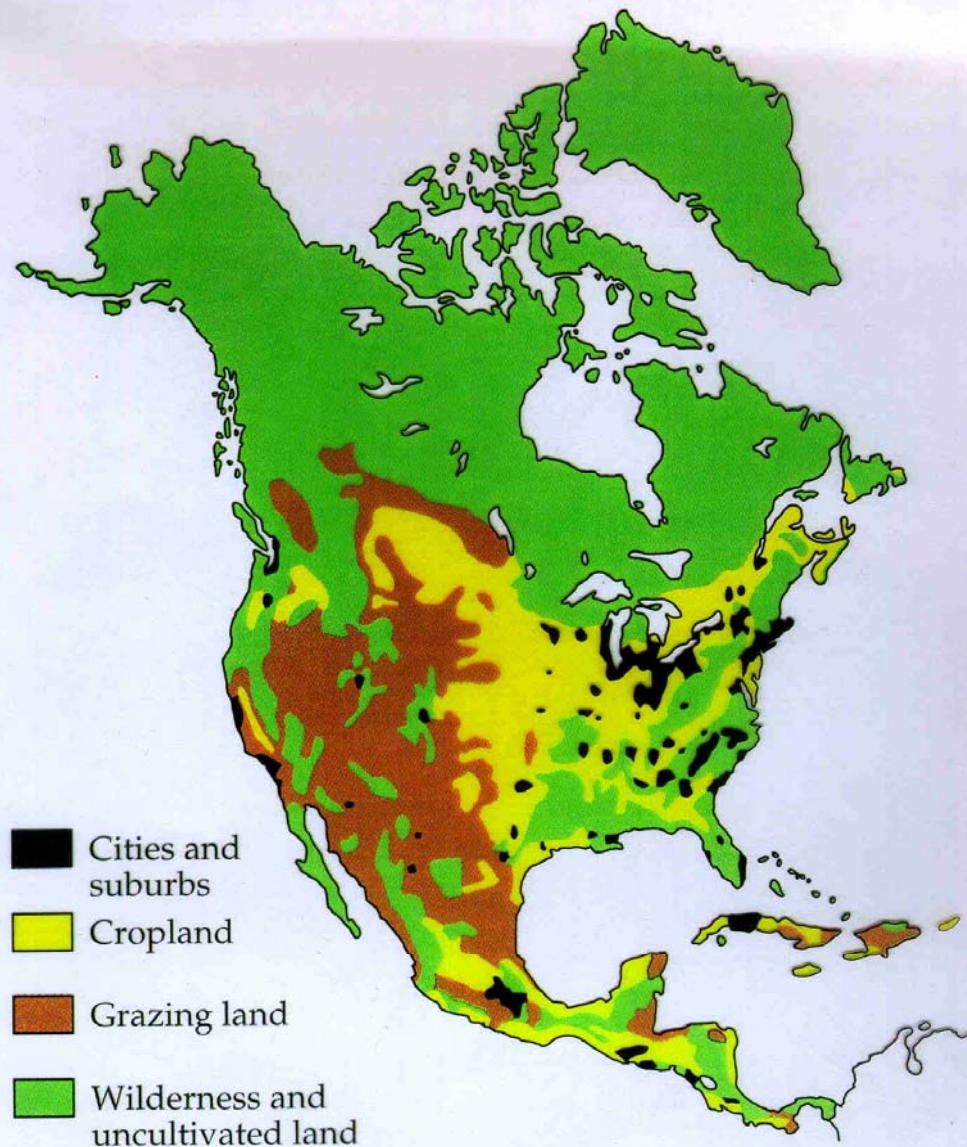 Cities and
suburbs
Cropland
Grazing land
Wilderness and
uncultivated land